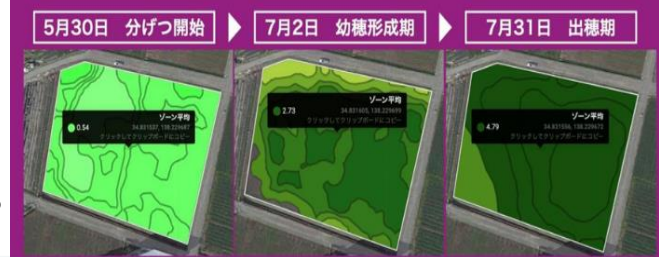 5月30日 分げつ開始
7月2日 幼穂形成期
7月31日 出穂期
ゾーン平均
0.54
34.831537, 138.229687
クリックしてクリップボードにコピー
ゾーン平均
2.73
34.831603, 138.229699
クリックしてクリップボードにコピー
ゾーン平均
4.79
34.831556, 138.229672
クリックしてクリップボードにコピー